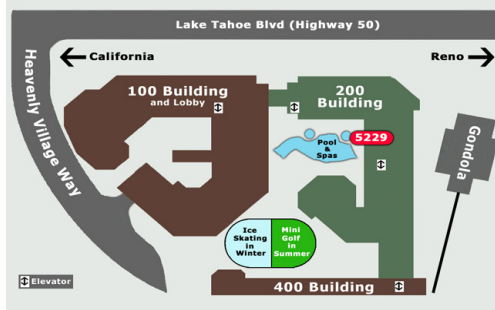 Lake Tahoe Blvd (Highway 50)
California
Reno
Heavenly Village Way
100 Building
and Lobby
200
Building
5229
Pool
&
Spas
Gondola
Ice
Skating
in
Winter
Mini
Golf
in
Summer
Elevator
400 Building